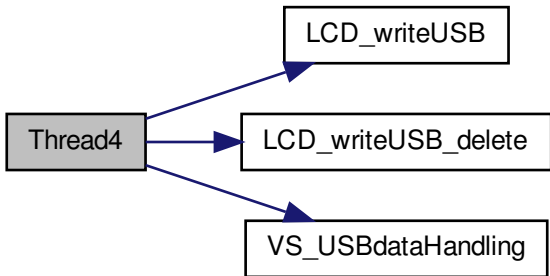 LCD_writeUSB
Thread4
LCD_writeUSB_delete
VS_USBdataHandling